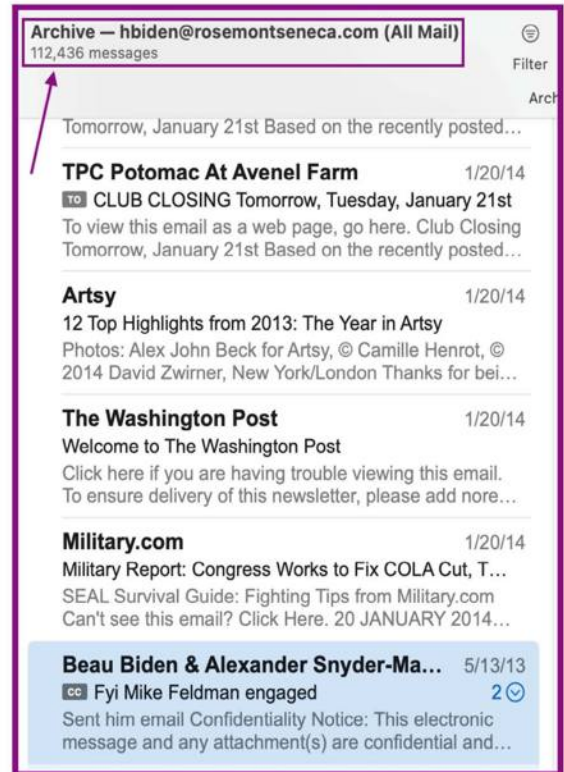 Archive — hbiden@rosemontseneca.com (All Mail)
112,436 messages
Filter
Arch
Tomorrow, January 21st Based on the recently posted…
TPC Potomac At Avenel Farm 1/20/14
TO CLUB CLOSING Tomorrow, Tuesday, January 21st
To view this email as a web page, go here. Club Closing
Tomorrow, January 21st Based on the recently posted…
Artsy 1/20/14
12 Top Highlights from 2013: The Year in Artsy
Photos: Alex John Beck for Artsy, © Camille Henrot, ©
2014 David Zwirner, New York/London Thanks for bei…
The Washington Post 1/20/14
Welcome to The Washington Post
Click here if you are having trouble viewing this email.
To ensure delivery of this newsletter, please add nore…
Military.com 1/20/14
Military Report: Congress Works to Fix COLA Cut, T…
SEAL Survival Guide: Fighting Tips from Military.com
Can't see this email? Click Here. 20 JANUARY 2014…
Beau Biden & Alexander Snyder-Ma… 5/13/13
CC Fyi Mike Feldman engaged 2
Sent him email Confidentiality Notice: This electronic
message and any attachment(s) are confidential and…